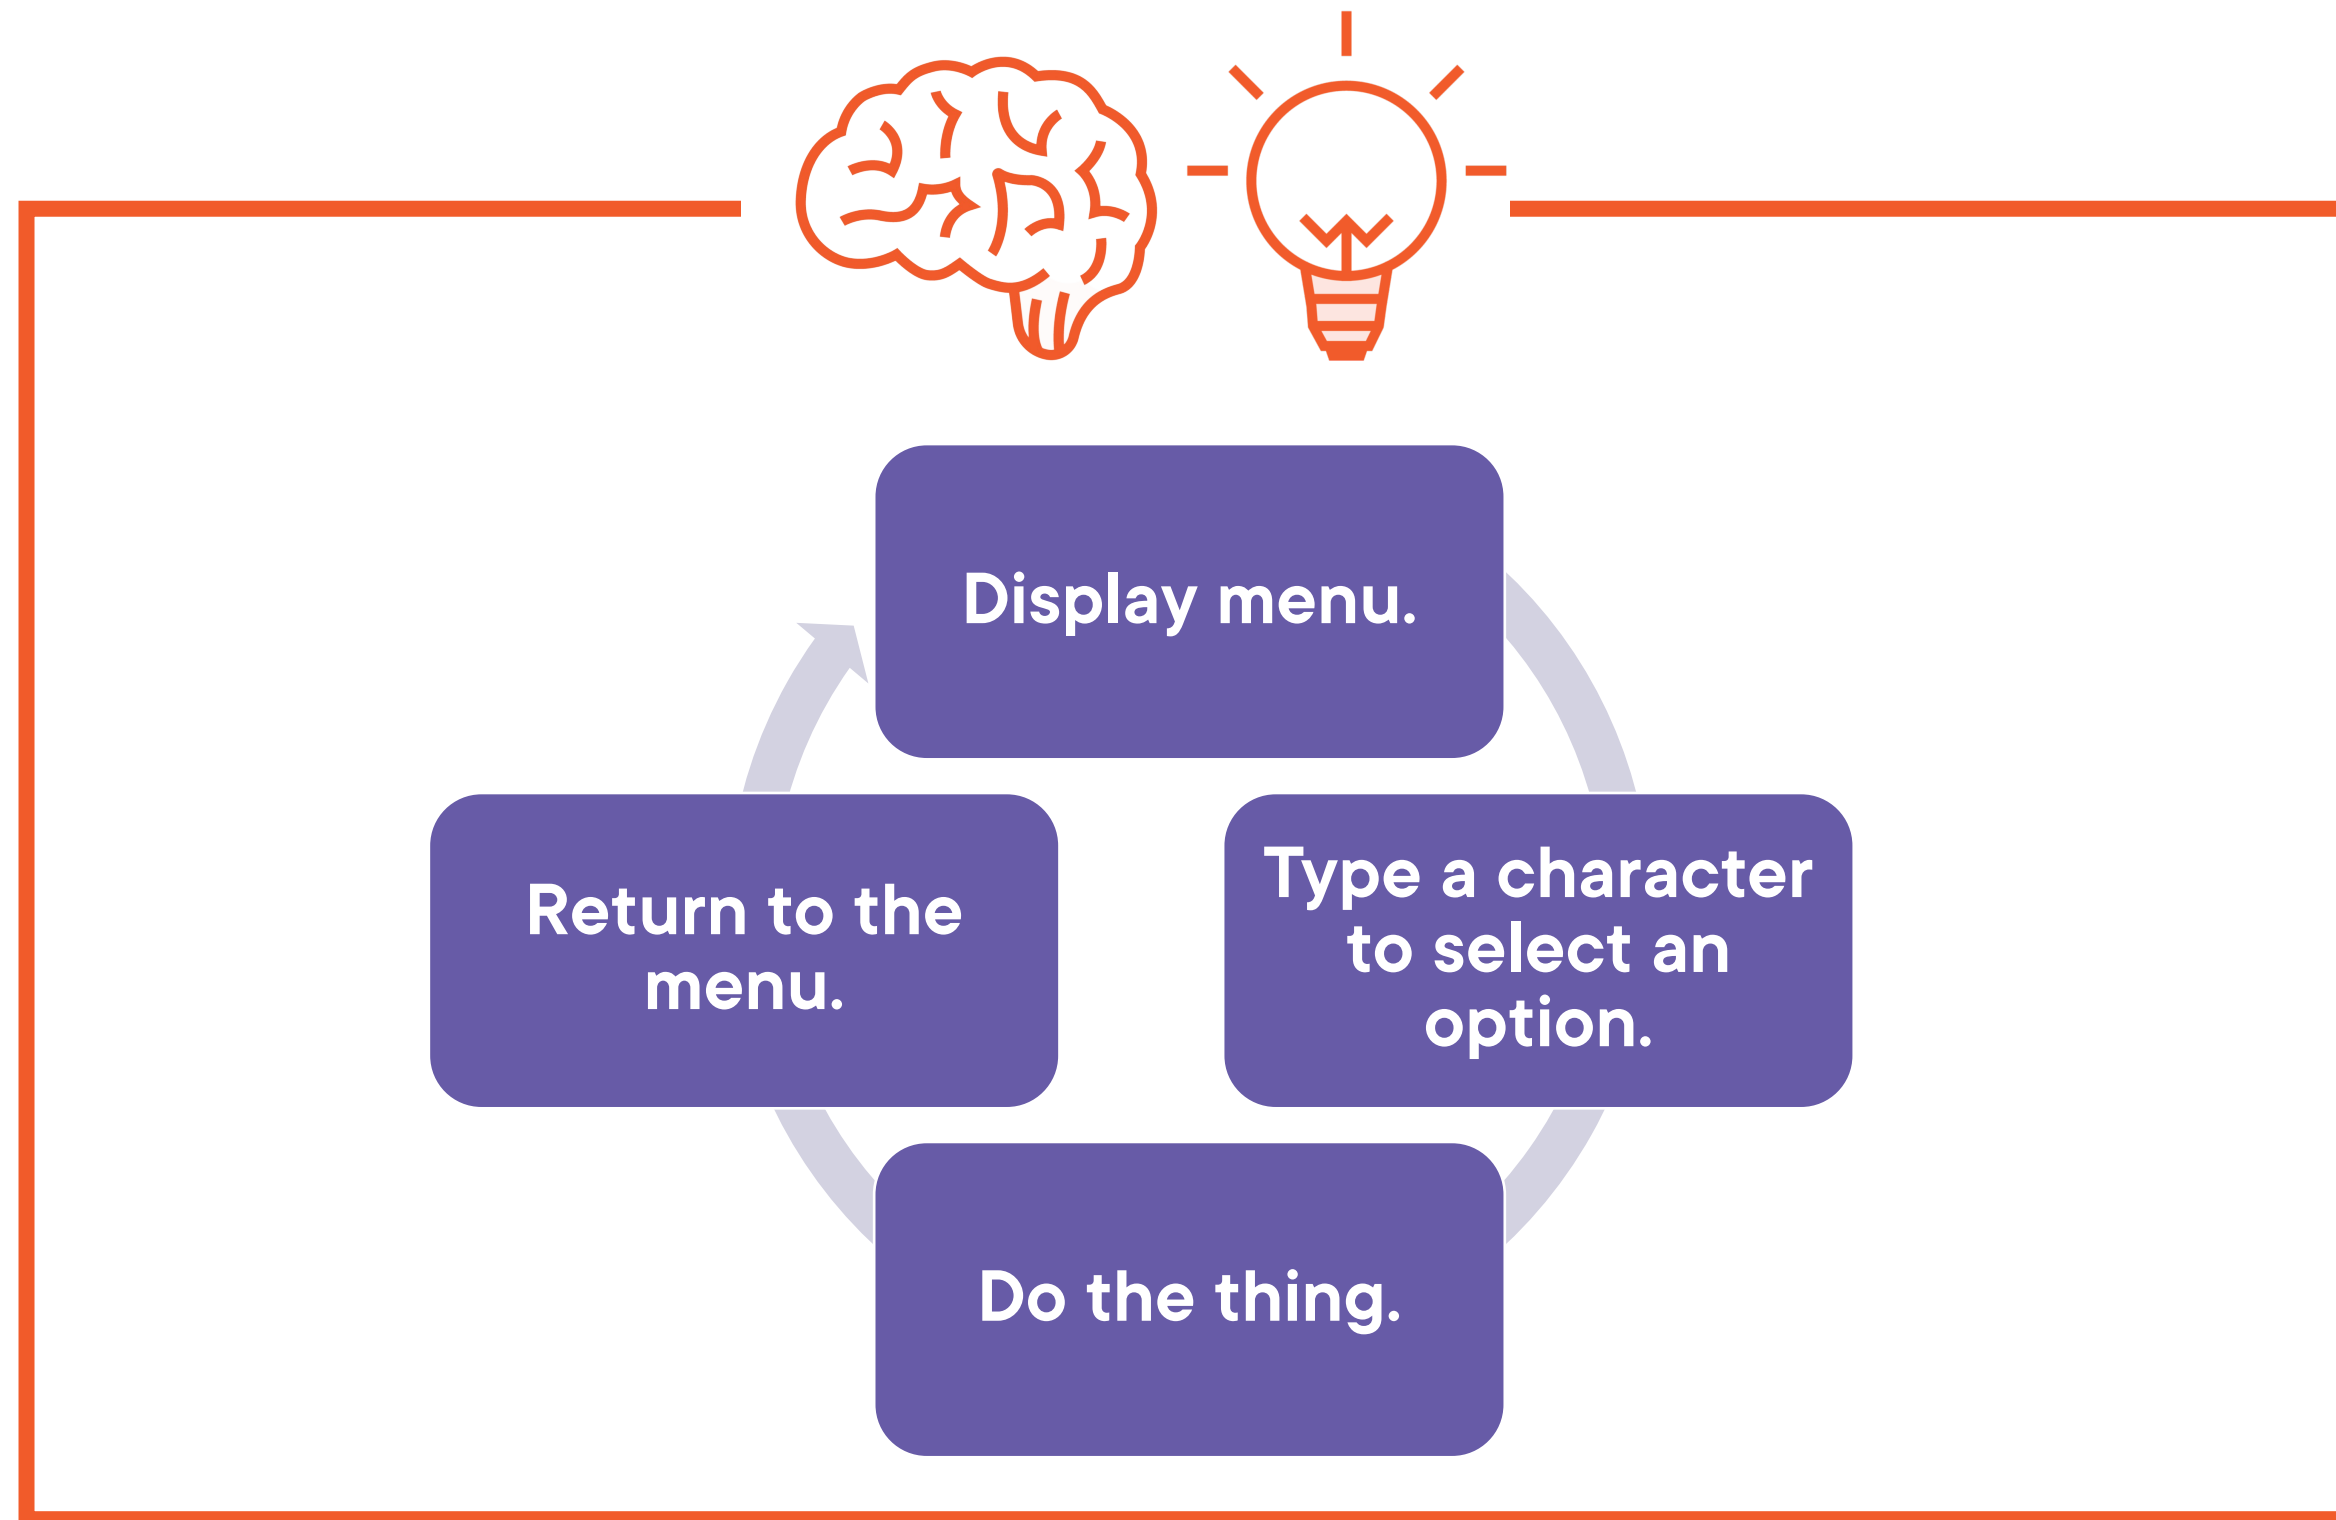 Display menu.
Type a character
to select an
option.
Do the thing.
Return to the
menu.